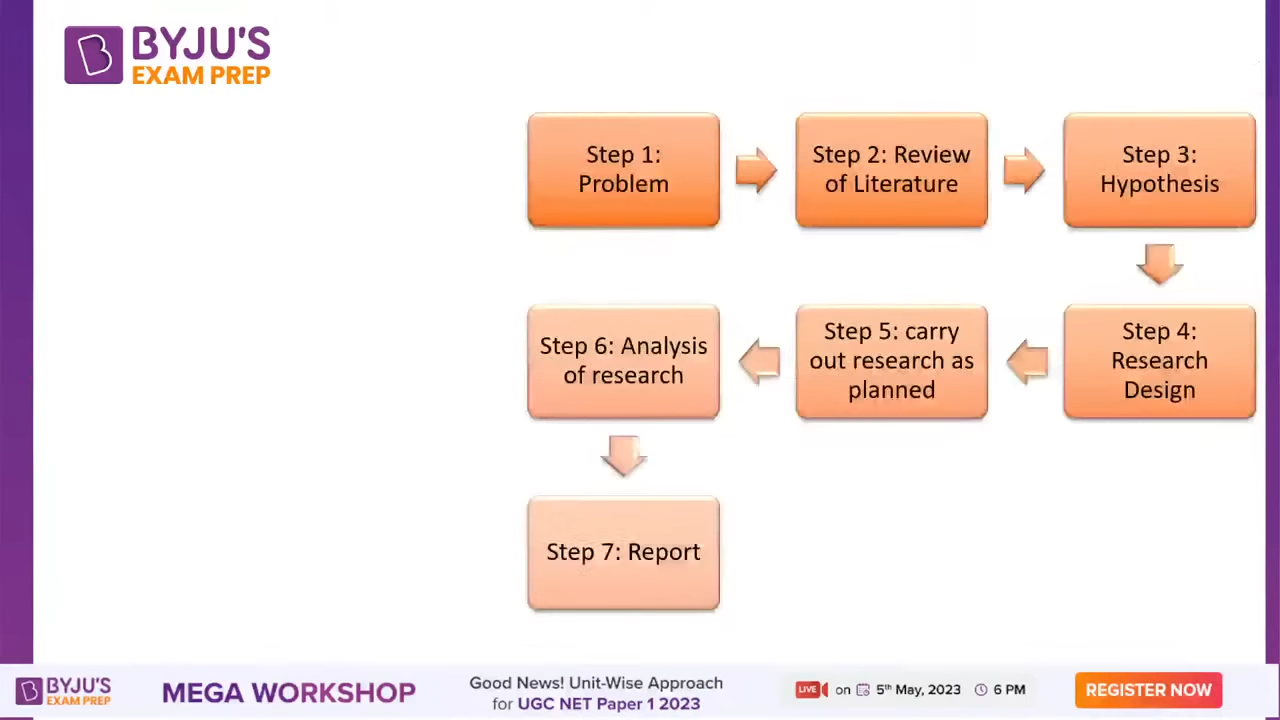 BYJU'S
EXAM PREP
Step 1:
Problem
Step 2: Review
of Literature
Step 3:
Hypothesis
Step 4:
Research
Design
Step 5: carry
out research as
planned
Step 6: Analysis
of research
Step 7: Report
BYJU'S
EXAM PREP
MEGA WORKSHOP
Good News! Unit-Wise Approach
for UGC NET Paper 1 2023
LIVE on 5th May, 2023 6 PM
REGISTER NOW